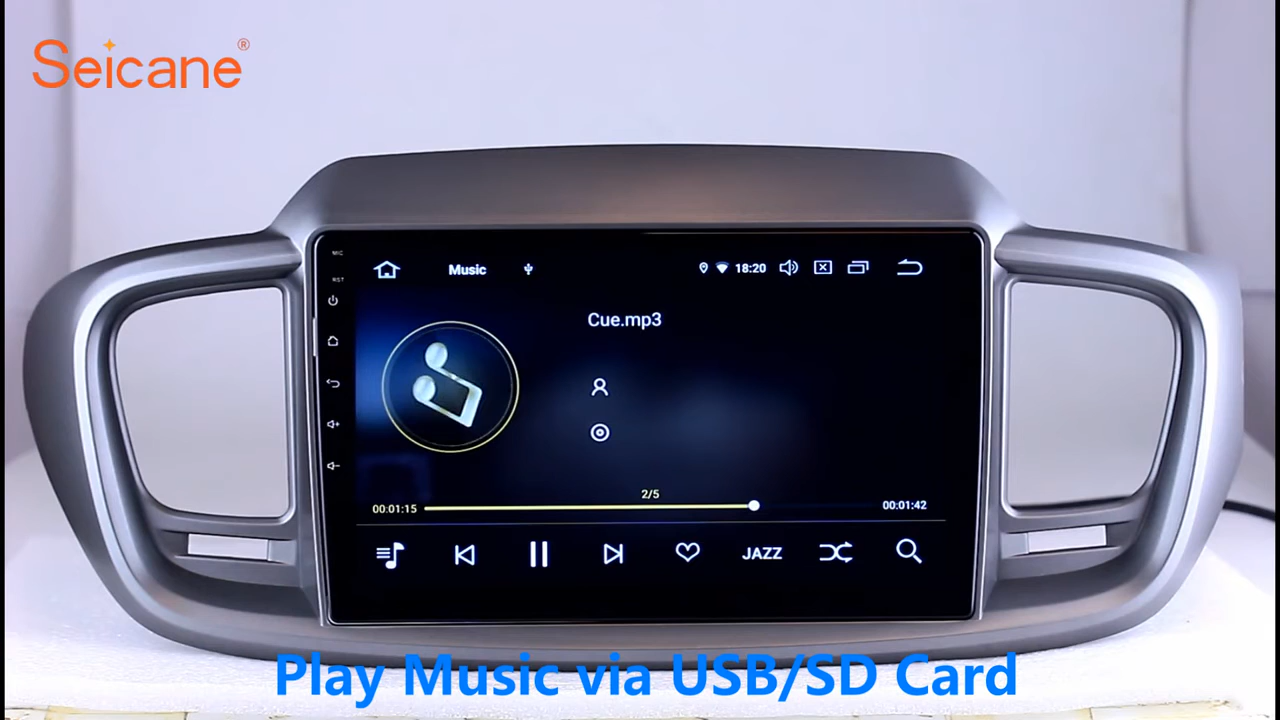 Seicane®
MIC
Music
18:20
RST
Cue.mp3
2/5
00:01:15
00:01:42
JAZZ
Play Music via USB/SD Card